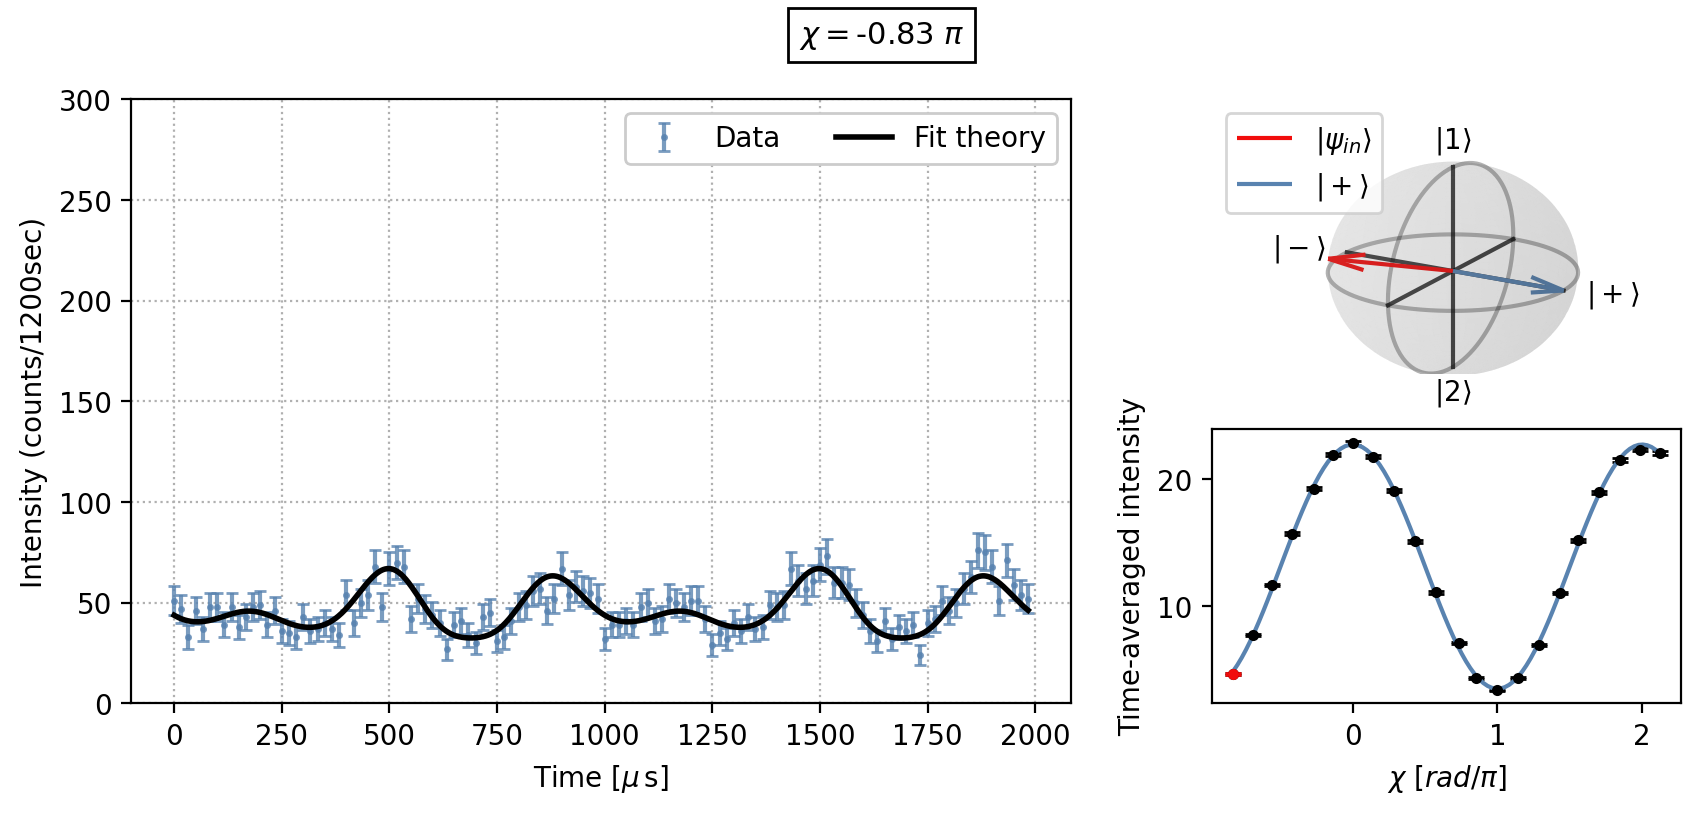 χ = -0.83 π
Intensity (counts/1200sec)
300
250
200
150
100
50
0
Data
Fit theory
0 250 500 750 1000 1250 1500 1750 2000
Time [μ s]
|ψin⟩
|+⟩
|1⟩
|−⟩
|+⟩
|2⟩
Time-averaged intensity
20
10
0 1 2
χ [rad/π]